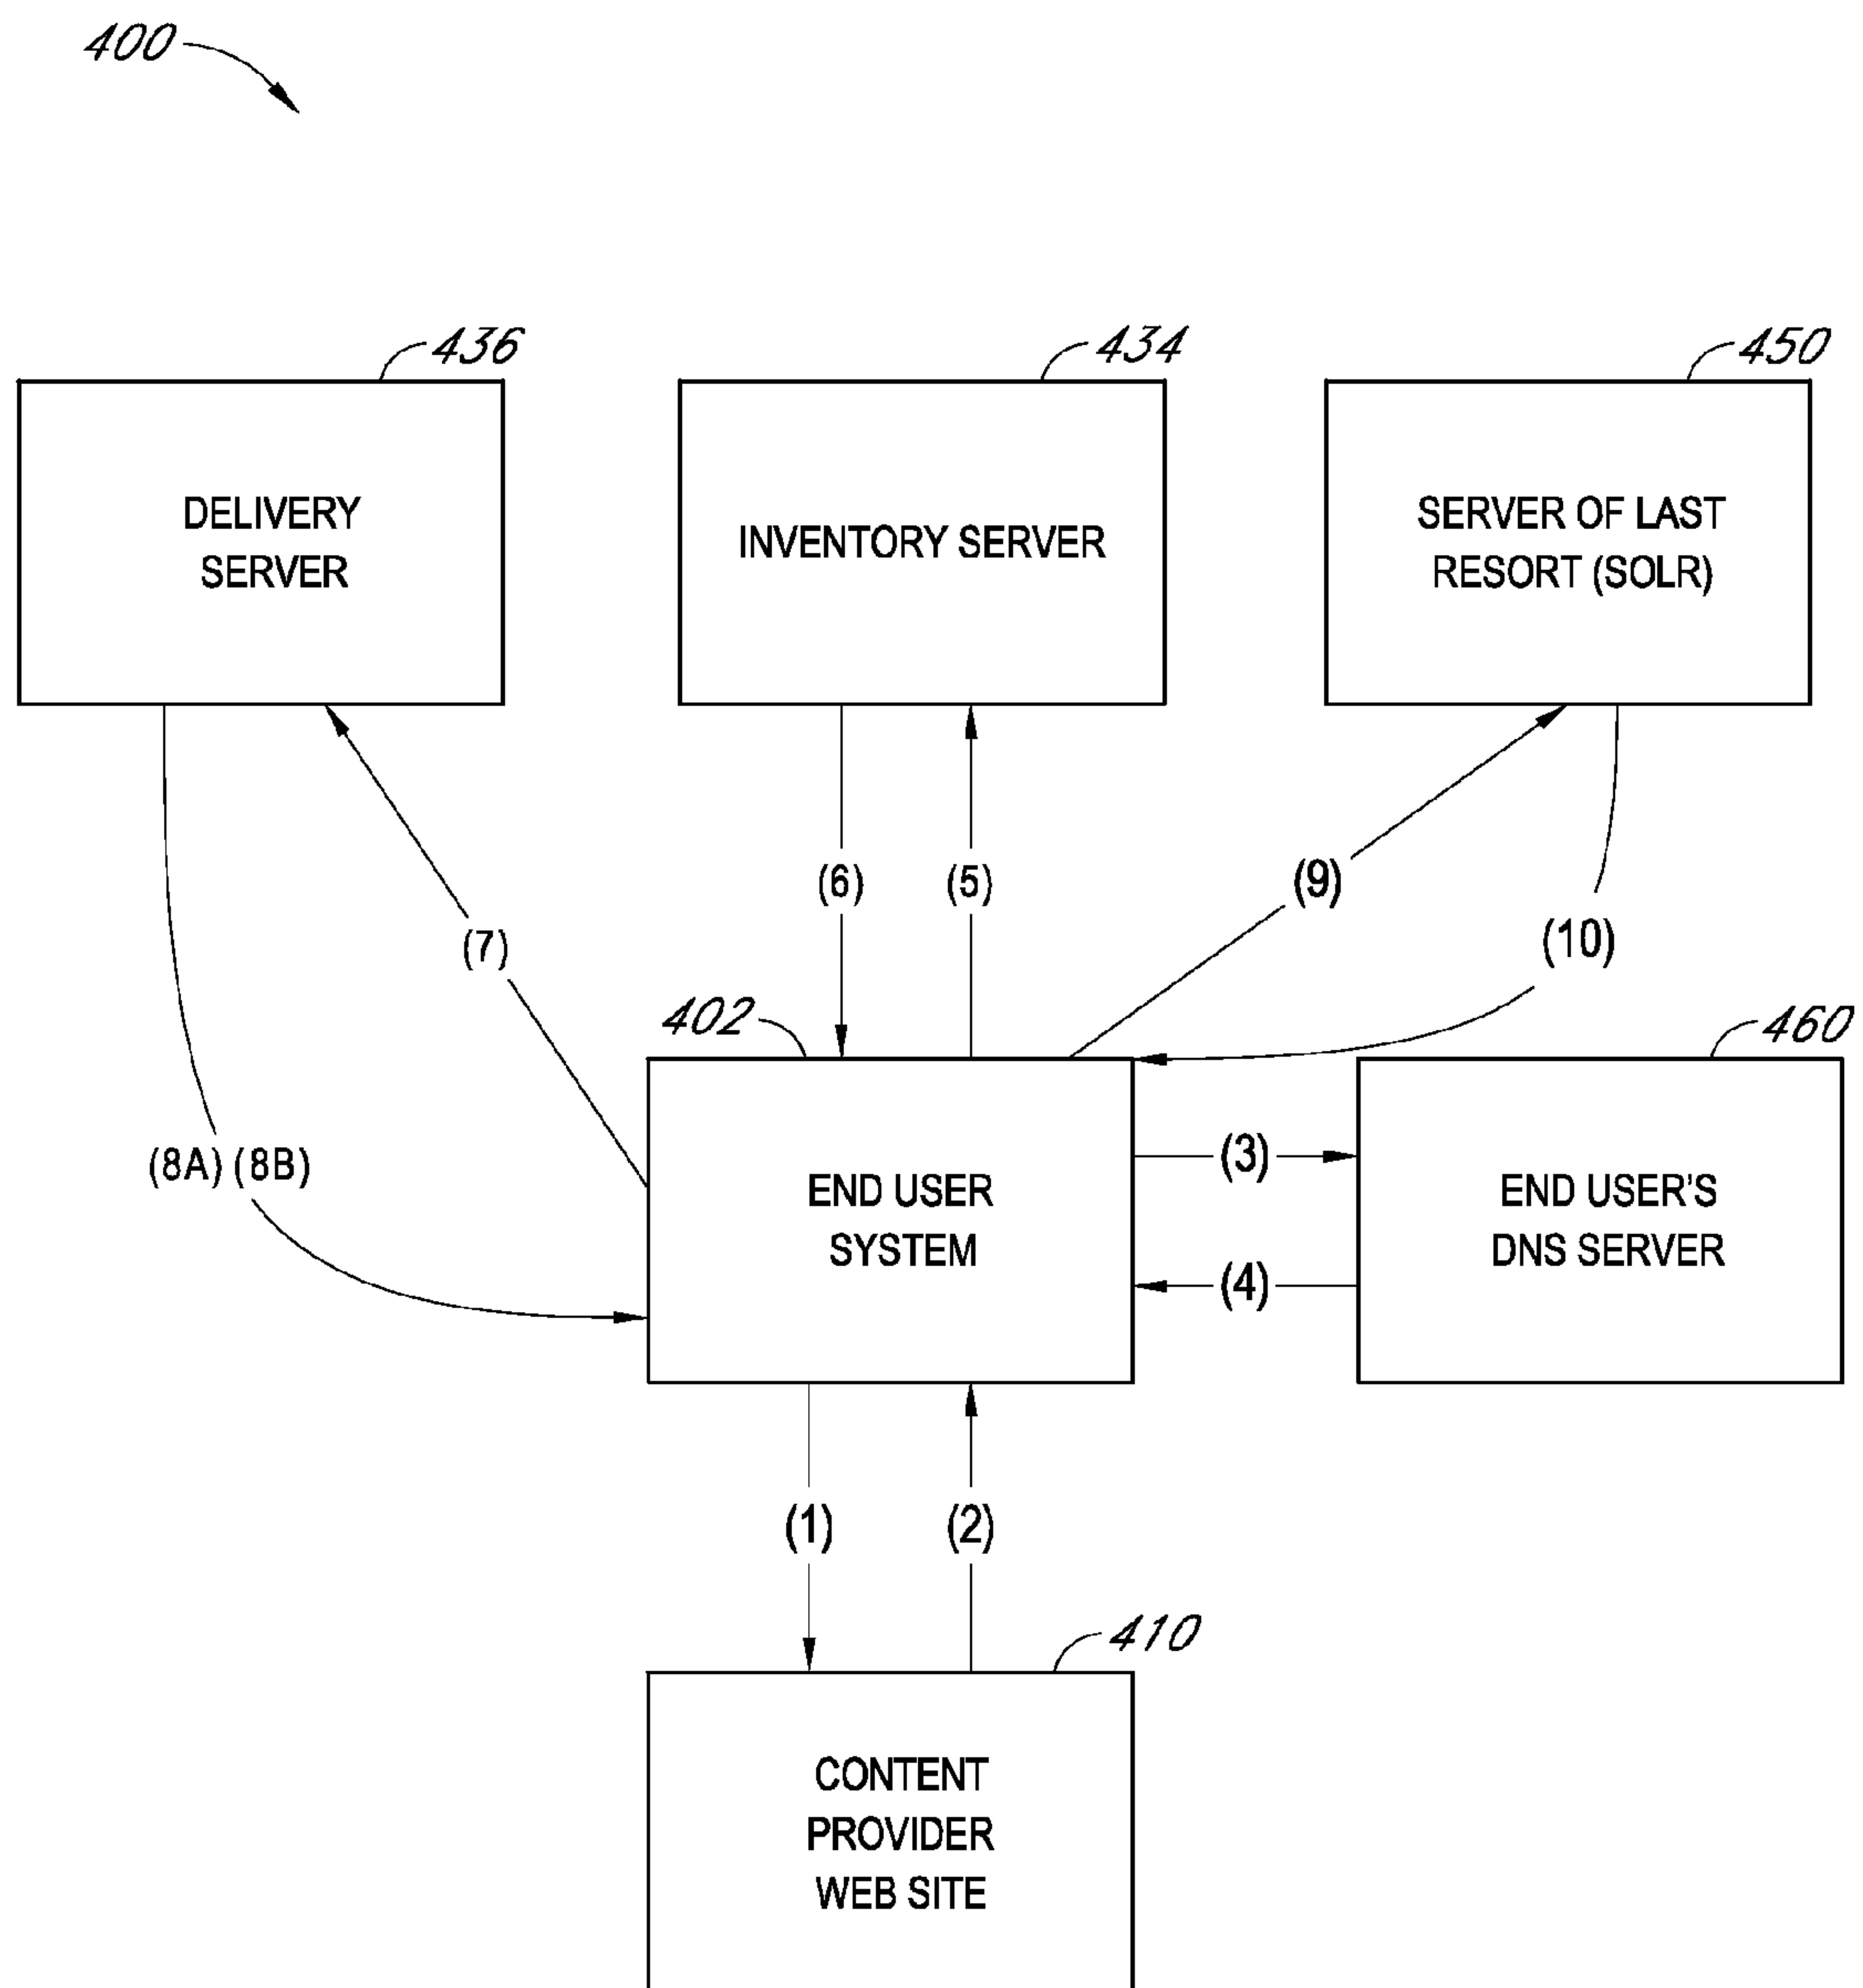 400
436
434
450
DELIVERY
SERVER
INVENTORY SERVER
SERVER OF LAST
RESORT (SOLR)
(6)
(5)
(9)
(7)
(10)
402
460
(8A) (8B)
(3)
END USER
SYSTEM
END USER'S
DNS SERVER
(4)
(1)
(2)
410
CONTENT
PROVIDER
WEB SITE